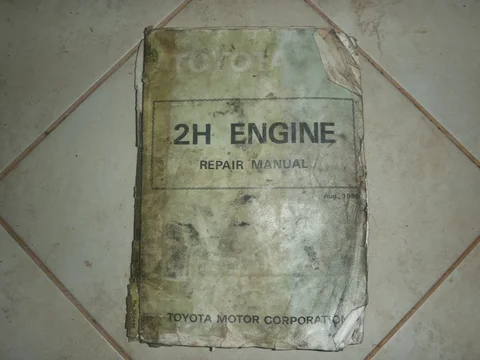 TOYOTA
2H ENGINE
REPAIR MANUAL
TOYOTA MOTOR CORPORATION